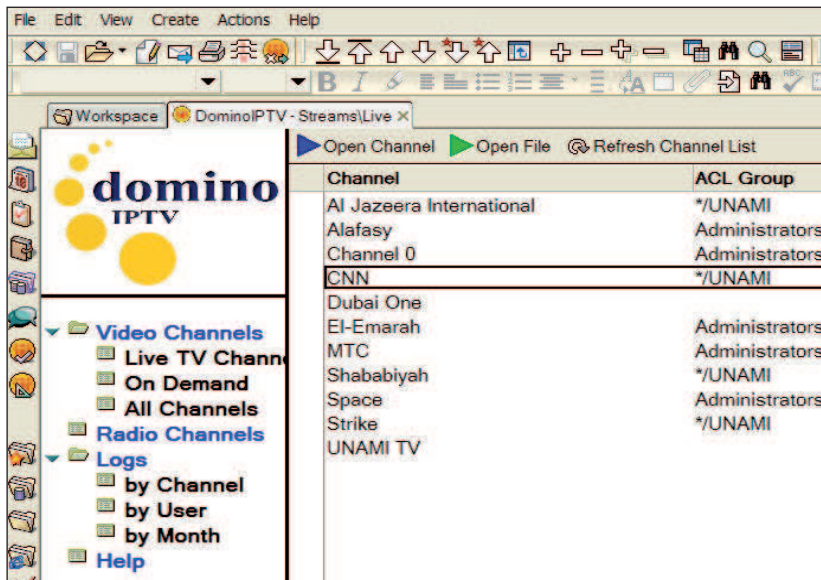 File Edit View Create Actions Help
B I
Workspace DominoIPTV - Streams\Live
Open Channel Open File Refresh Channel List
domino
IPTV
Video Channels
Live TV Channe
On Demand
All Channels
Radio Channels
Logs
by Channel
by User
by Month
Help
Channel ACL Group
Al Jazeera International */UNAMI
Alafasy Administrators
Channel 0 Administrators
CNN */UNAMI
Dubai One
El-Emarah Administrators
MTC Administrators
Shababiyah */UNAMI
Space Administrators
Strike */UNAMI
UNAMI TV